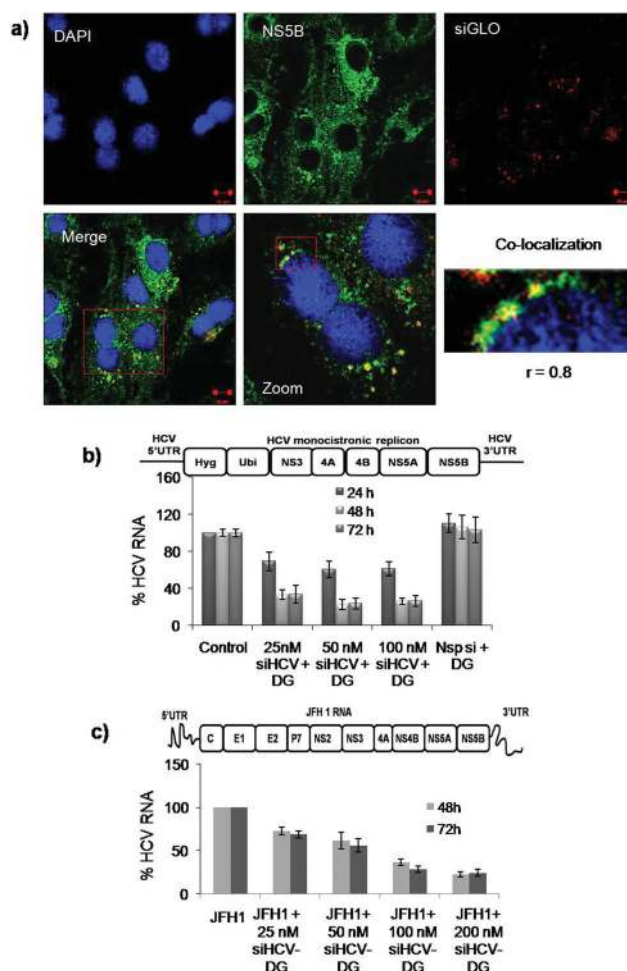 a)
DAPI
NS5B
siGLO
Merge
Zoom
Co-localization
r = 0.8
b)
HCV 5'UTR
HCV monocistronic replicon
HCV 3'UTR
Hyg Ubi NS3 4A 4B NS5A NS5B
% HCV RNA
160
120
80
40
0
24 h
48 h
72 h
Control
25nM siHCV+ DG
50 nM siHCV+ DG
100 nM siHCV+ DG
Nsp si + DG
c)
5'UTR
JFH 1 RNA
3'UTR
C E1 E2 P7 NS2 NS3 4A NS4B NS5A NS5B
% HCV RNA
150
100
50
0
48h
72h
JFH1
JFH1 + 25 nM siHCV- DG
JFH1+ 50 nM siHCV- DG
JFH1+ 100 nM siHCV- DG
JFH1+ 200 nM siHCV- DG